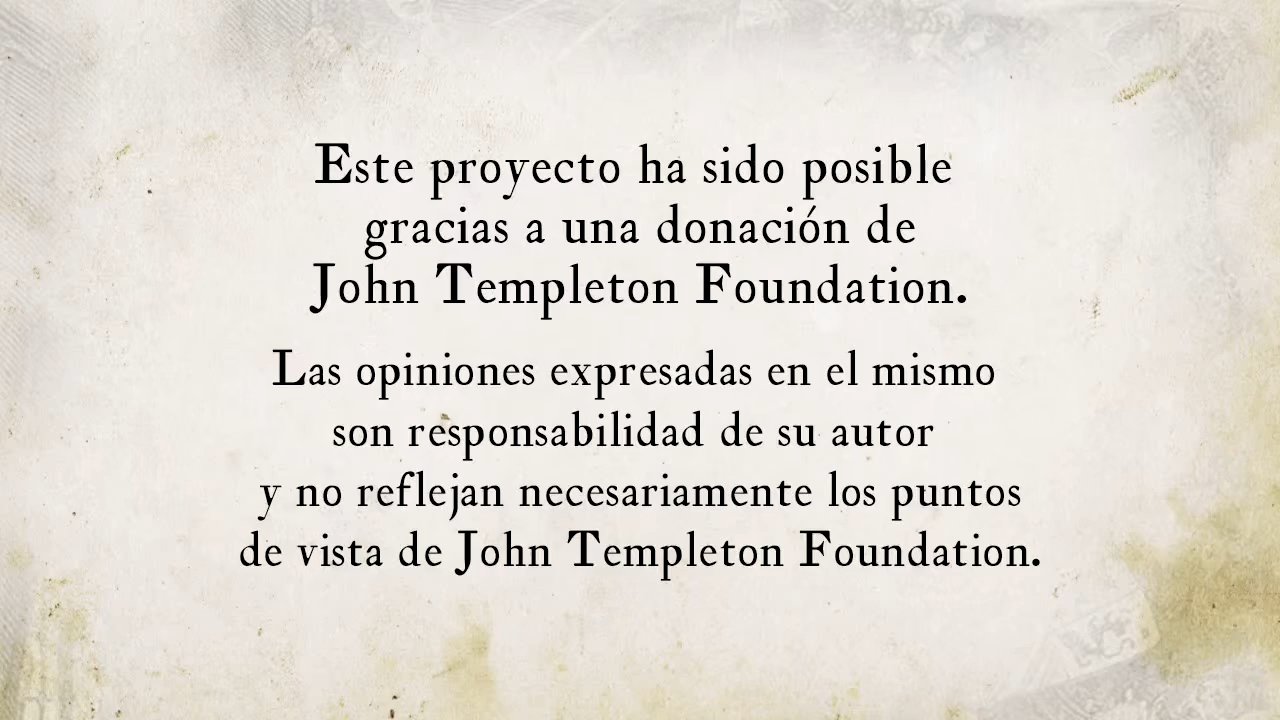 Este proyecto ha sido posible
gracias a una donación de
John Templeton Foundation.
Las opiniones expresadas en el mismo
son responsabilidad de su autor
y no reflejan necesariamente los puntos
de vista de John Templeton Foundation.